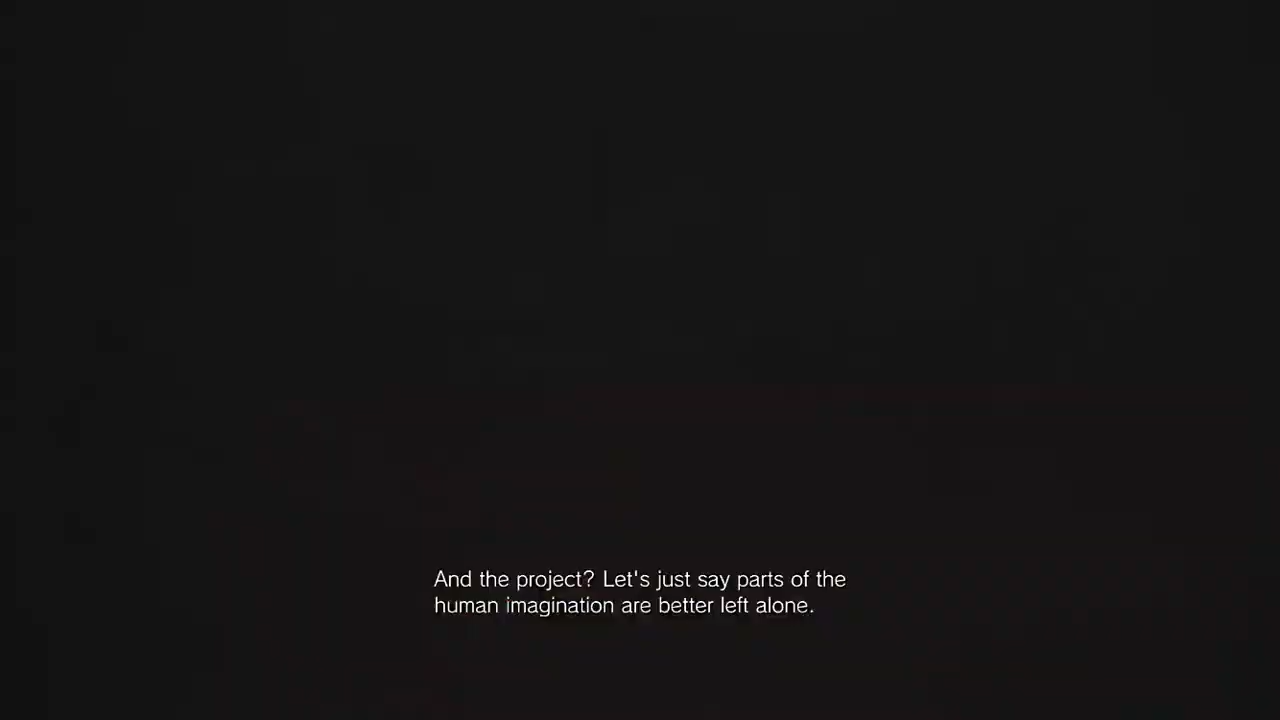 And the project? Let's just say parts of the
human imagination are better left alone.